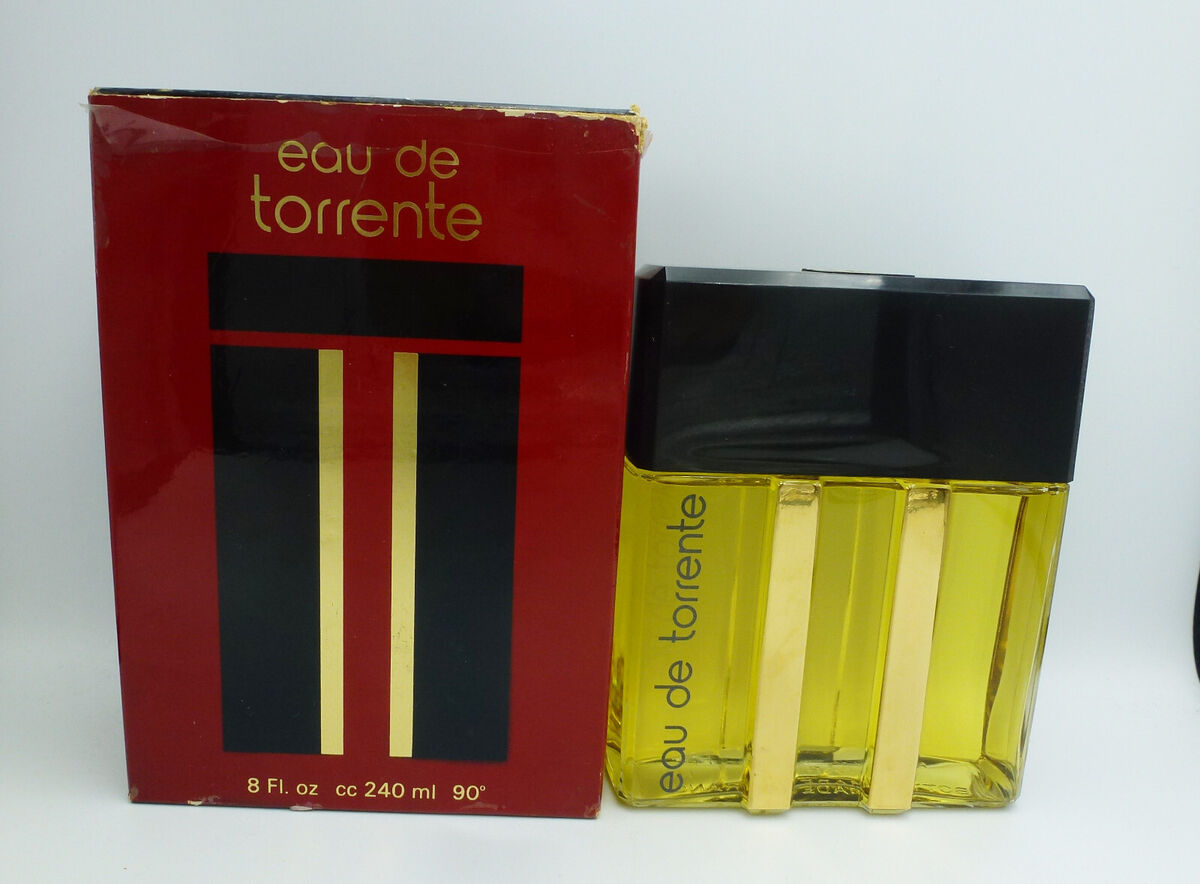 eau de
torrente
8 Fl. oz cc 240 ml 90°
eau de torrente